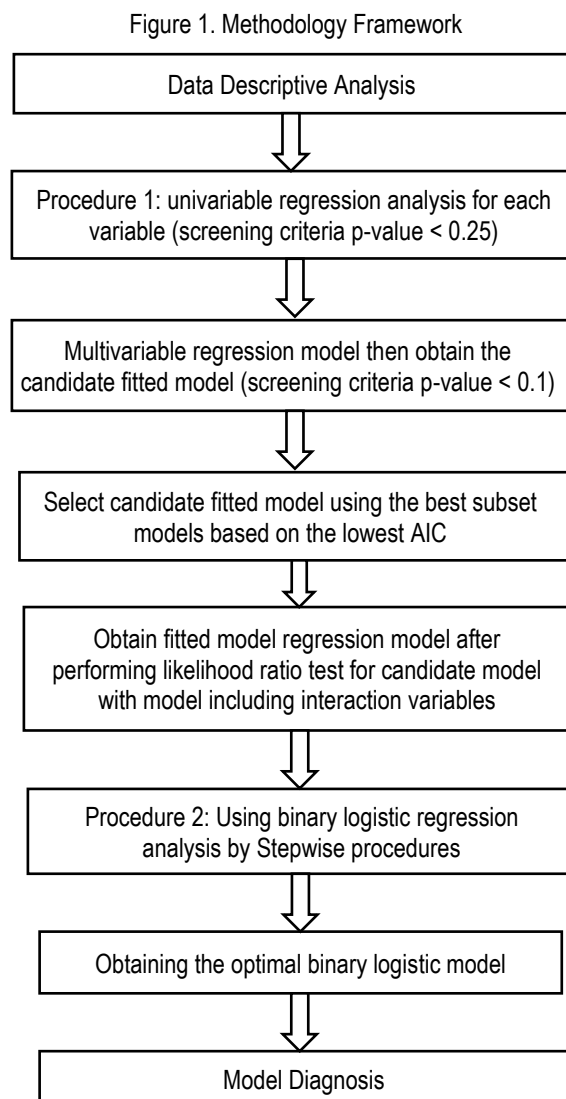 Figure 1. Methodology Framework
Data Descriptive Analysis
Procedure 1: univariable regression analysis for each
variable (screening criteria p-value < 0.25)
Multivariable regression model then obtain the
candidate fitted model (screening criteria p-value < 0.1)
Select candidate fitted model using the best subset
models based on the lowest AIC
Obtain fitted model regression model after
performing likelihood ratio test for candidate model
with model including interaction variables
Procedure 2: Using binary logistic regression
analysis by Stepwise procedures
Obtaining the optimal binary logistic model
Model Diagnosis